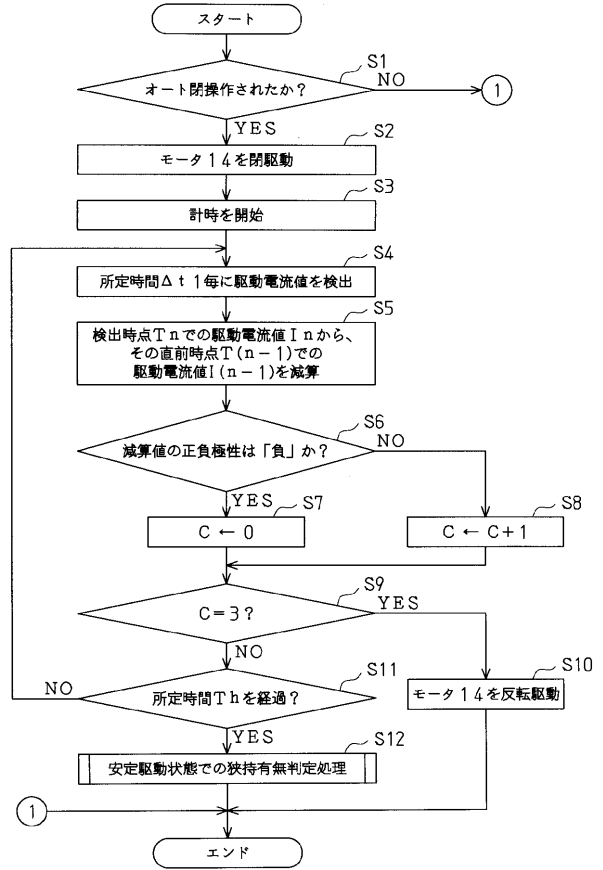 スタート
S1
オート閉操作されたか?
NO
1
YES
S2
モータ14を閉駆動
S3
計時を開始
S4
所定時間Δt1毎に駆動電流値を検出
S5
検出時点Tnでの駆動電流値Inから、
その直前時点T(n-1)での
駆動電流値I(n-1)を減算
S6
減算値の正負極性は「負」か?
NO
YES
S7
C ← 0
S8
C ← C+1
S9
C=3?
YES
NO
S10
モータ14を反転駆動
S11
所定時間Thを経過?
NO
YES
S12
安定駆動状態での狭持有無判定処理
1
エンド